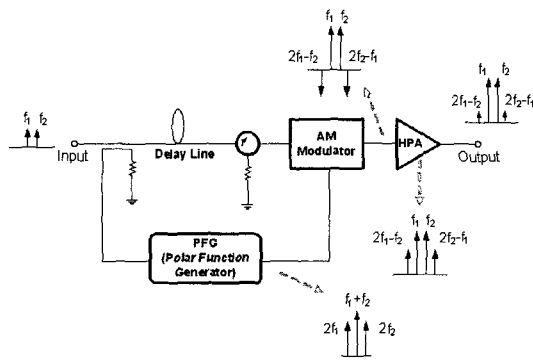 f₁ f₂
2f₁-f₂ 2f₂-f₁
f₁ f₂
2f₁-f₂ 2f₂-f₁
f₁ f₂
Input
Delay Line
AM
Modulator
HPA
Output
f₁ f₂
2f₁-f₂ 2f₂-f₁
PFG
(Polar Function
Generator)
f₁+f₂
2f₁ 2f₂